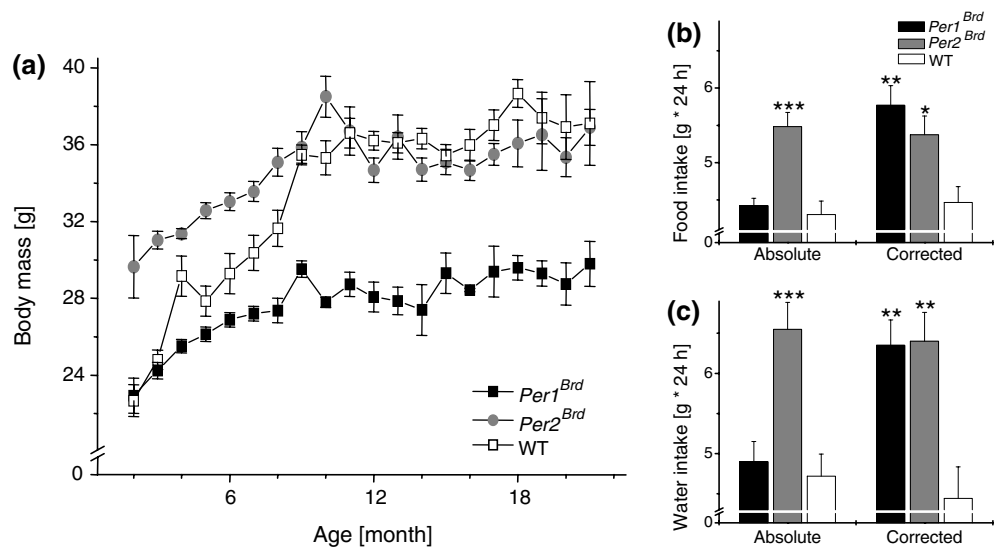 (a)
40
36
32
28
24
0
Body mass [g]
6
12
18
Age [month]
Per1^Brd
Per2^Brd
WT
(b)
Per1^Brd
Per2^Brd
WT
6
5
0
Food intake [g * 24 h]
***
**
*
Absolute
Corrected
(c)
6
5
0
Water intake [g * 24 h]
***
**
**
Absolute
Corrected